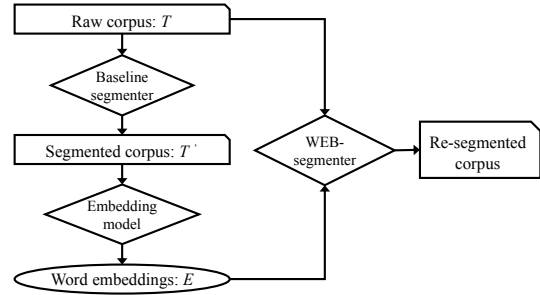 Raw corpus: T
Baseline
segmenter
Segmented corpus: T '
Embedding
model
Word embeddings: E
WEB-
segmenter
Re-segmented
corpus